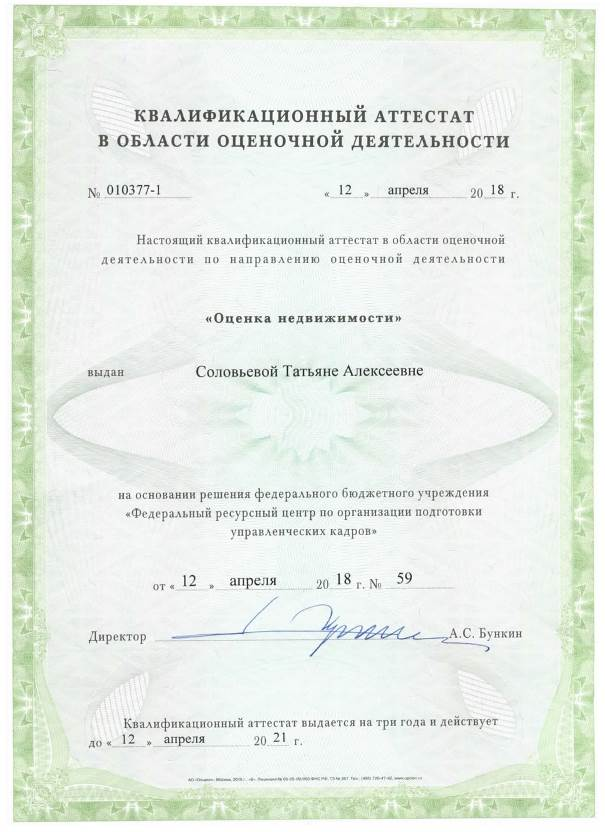 КВАЛИФИКАЦИОННЫЙ АТТЕСТАТ
В ОБЛАСТИ ОЦЕНОЧНОЙ ДЕЯТЕЛЬНОСТИ
№ 010377-1 « 12 » апреля 20 18 г.
Настоящий квалификационный аттестат в области оценочной
деятельности по направлению оценочной деятельности
«Оценка недвижимости»
выдан Соловьевой Татьяне Алексеевне
на основании решения федерального бюджетного учреждения
«Федеральный ресурсный центр по организации подготовки
управленческих кадров»
от « 12 » апреля 20 18 г. № 59
Директор А.С. Бункин
Квалификационный аттестат выдается на три года и действует
до « 12 » апреля 20 21 г.